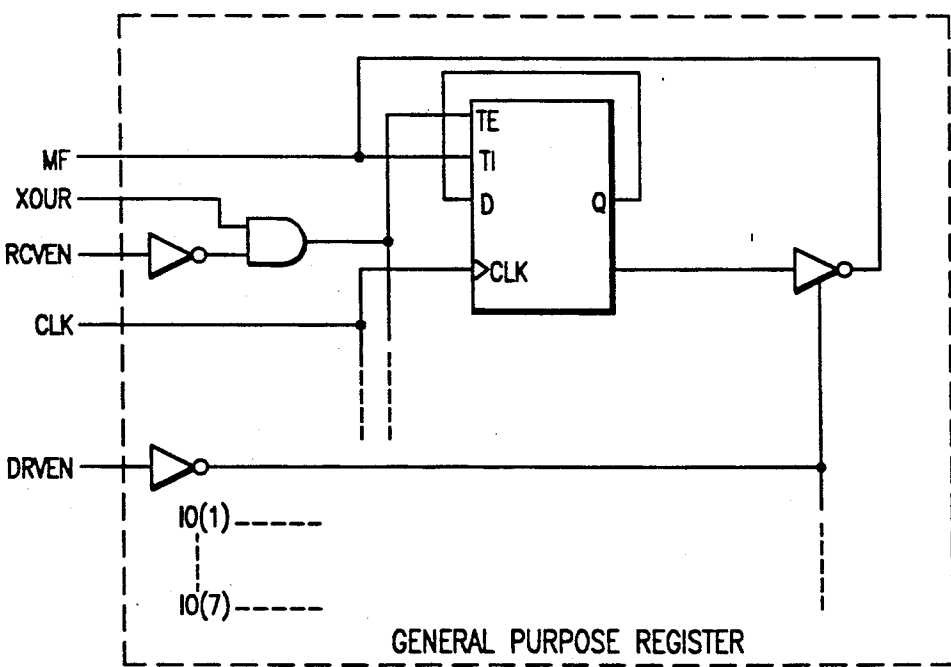 TE
MF
TI
XOUR
D
Q
RCVEN
CLK
CLK
DRVEN
IO(1)
IO(7)
GENERAL PURPOSE REGISTER